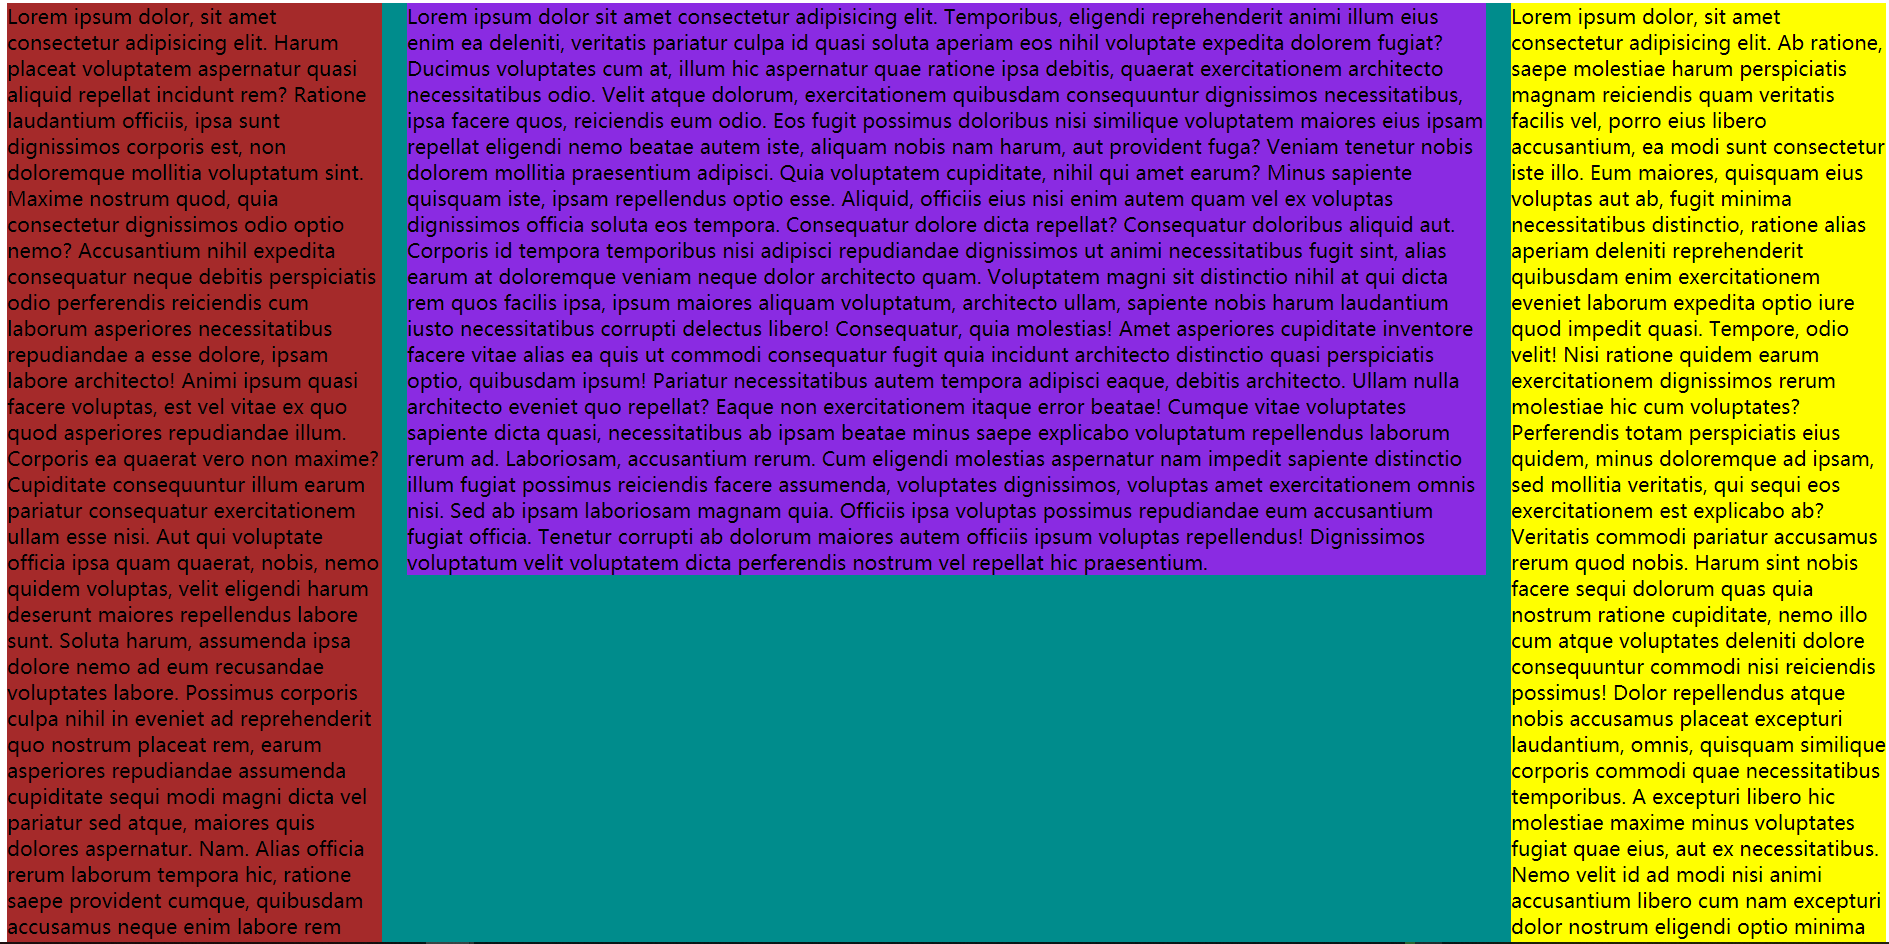 Lorem ipsum dolor, sit amet
consectetur adipisicing elit. Harum
placeat voluptatem aspernatur quasi
aliquid repellat incidunt rem? Ratione
laudantium officiis, ipsa sunt
dignissimos corporis est, non
doloremque mollitia voluptatum sint.
Maxime nostrum quod, quia
consectetur dignissimos odio optio
nemo? Accusantium nihil expedita
consequatur neque debitis perspiciatis
odio perferendis reiciendis cum
laborum asperiores necessitatibus
repudiandae a esse dolore, ipsam
labore architecto! Animi ipsum quasi
facere voluptas, est vel vitae ex quo
quod asperiores repudiandae illum.
Corporis ea quaerat vero non maxime?
Cupiditate consequuntur illum earum
pariatur consequatur exercitationem
ullam esse nisi. Aut qui voluptate
officia ipsa quam quaerat, nobis, nemo
quidem voluptas, velit eligendi harum
deserunt maiores repellendus labore
sunt. Soluta harum, assumenda ipsa
dolore nemo ad eum recusandae
voluptates labore. Possimus corporis
culpa nihil in eveniet ad reprehenderit
quo nostrum placeat rem, earum
asperiores repudiandae assumenda
cupiditate sequi modi magni dicta vel
pariatur sed atque, maiores quis
dolores aspernatur. Nam. Alias officia
rerum laborum tempora hic, ratione
saepe provident cumque, quibusdam
accusamus neque enim labore rem
Lorem ipsum dolor sit amet consectetur adipisicing elit. Temporibus, eligendi reprehenderit animi illum eius
enim ea deleniti, veritatis pariatur culpa id quasi soluta aperiam eos nihil voluptate expedita dolorem fugiat?
Ducimus voluptates cum at, illum hic aspernatur quae ratione ipsa debitis, quaerat exercitationem architecto
necessitatibus odio. Velit atque dolorum, exercitationem quibusdam consequuntur dignissimos necessitatibus,
ipsa facere quos, reiciendis eum odio. Eos fugit possimus doloribus nisi similique voluptatem maiores eius ipsam
repellat eligendi nemo beatae autem iste, aliquam nobis nam harum, aut provident fuga? Veniam tenetur nobis
dolorem mollitia praesentium adipisci. Quia voluptatem cupiditate, nihil qui amet earum? Minus sapiente
quisquam iste, ipsam repellendus optio esse. Aliquid, officiis eius nisi enim autem quam vel ex voluptas
dignissimos officia soluta eos tempora. Consequatur dolore dicta repellat? Consequatur doloribus aliquid aut.
Corporis id tempora temporibus nisi adipisci repudiandae dignissimos ut animi necessitatibus fugit sint, alias
earum at doloremque veniam neque dolor architecto quam. Voluptatem magni sit distinctio nihil at qui dicta
rem quos facilis ipsa, ipsum maiores aliquam voluptatum, architecto ullam, sapiente nobis harum laudantium
iusto necessitatibus corrupti delectus libero! Consequatur, quia molestias! Amet asperiores cupiditate inventore
facere vitae alias ea quis ut commodi consequatur fugit quia incidunt architecto distinctio quasi perspiciatis
optio, quibusdam ipsum! Pariatur necessitatibus autem tempora adipisci eaque, debitis architecto. Ullam nulla
architecto eveniet quo repellat? Eaque non exercitationem itaque error beatae! Cumque vitae voluptates
sapiente dicta quasi, necessitatibus ab ipsam beatae minus saepe explicabo voluptatum repellendus laborum
rerum ad. Laboriosam, accusantium rerum. Cum eligendi molestias aspernatur nam impedit sapiente distinctio
illum fugiat possimus reiciendis facere assumenda, voluptates dignissimos, voluptas amet exercitationem omnis
nisi. Sed ab ipsam laboriosam magnam quia. Officiis ipsa voluptas possimus repudiandae eum accusantium
fugiat officia. Tenetur corrupti ab dolorum maiores autem officiis ipsum voluptas repellendus! Dignissimos
voluptatum velit voluptatem dicta perferendis nostrum vel repellat hic praesentium.
Lorem ipsum dolor, sit amet
consectetur adipisicing elit. Ab ratione,
saepe molestiae harum perspiciatis
magnam reiciendis quam veritatis
facilis vel, porro eius libero
accusantium, ea modi sunt consectetur
iste illo. Eum maiores, quisquam eius
voluptas aut ab, fugit minima
necessitatibus distinctio, ratione alias
aperiam deleniti reprehenderit
quibusdam enim exercitationem
eveniet laborum expedita optio iure
quod impedit quasi. Tempore, odio
velit! Nisi ratione quidem earum
exercitationem dignissimos rerum
molestiae hic cum voluptates?
Perferendis totam perspiciatis eius
quidem, minus doloremque ad ipsam,
sed mollitia veritatis, qui sequi eos
exercitationem est explicabo ab?
Veritatis commodi pariatur accusamus
rerum quod nobis. Harum sint nobis
facere sequi dolorum quas quia
nostrum ratione cupiditate, nemo illo
cum atque voluptates deleniti dolore
consequuntur commodi nisi reiciendis
possimus! Dolor repellendus atque
nobis accusamus placeat excepturi
laudantium, omnis, quisquam similique
corporis commodi quae necessitatibus
temporibus. A excepturi libero hic
molestiae maxime minus voluptates
fugiat quae eius, aut ex necessitatibus.
Nemo velit id ad modi nisi animi
accusantium libero cum nam excepturi
dolor nostrum eligendi optio minima